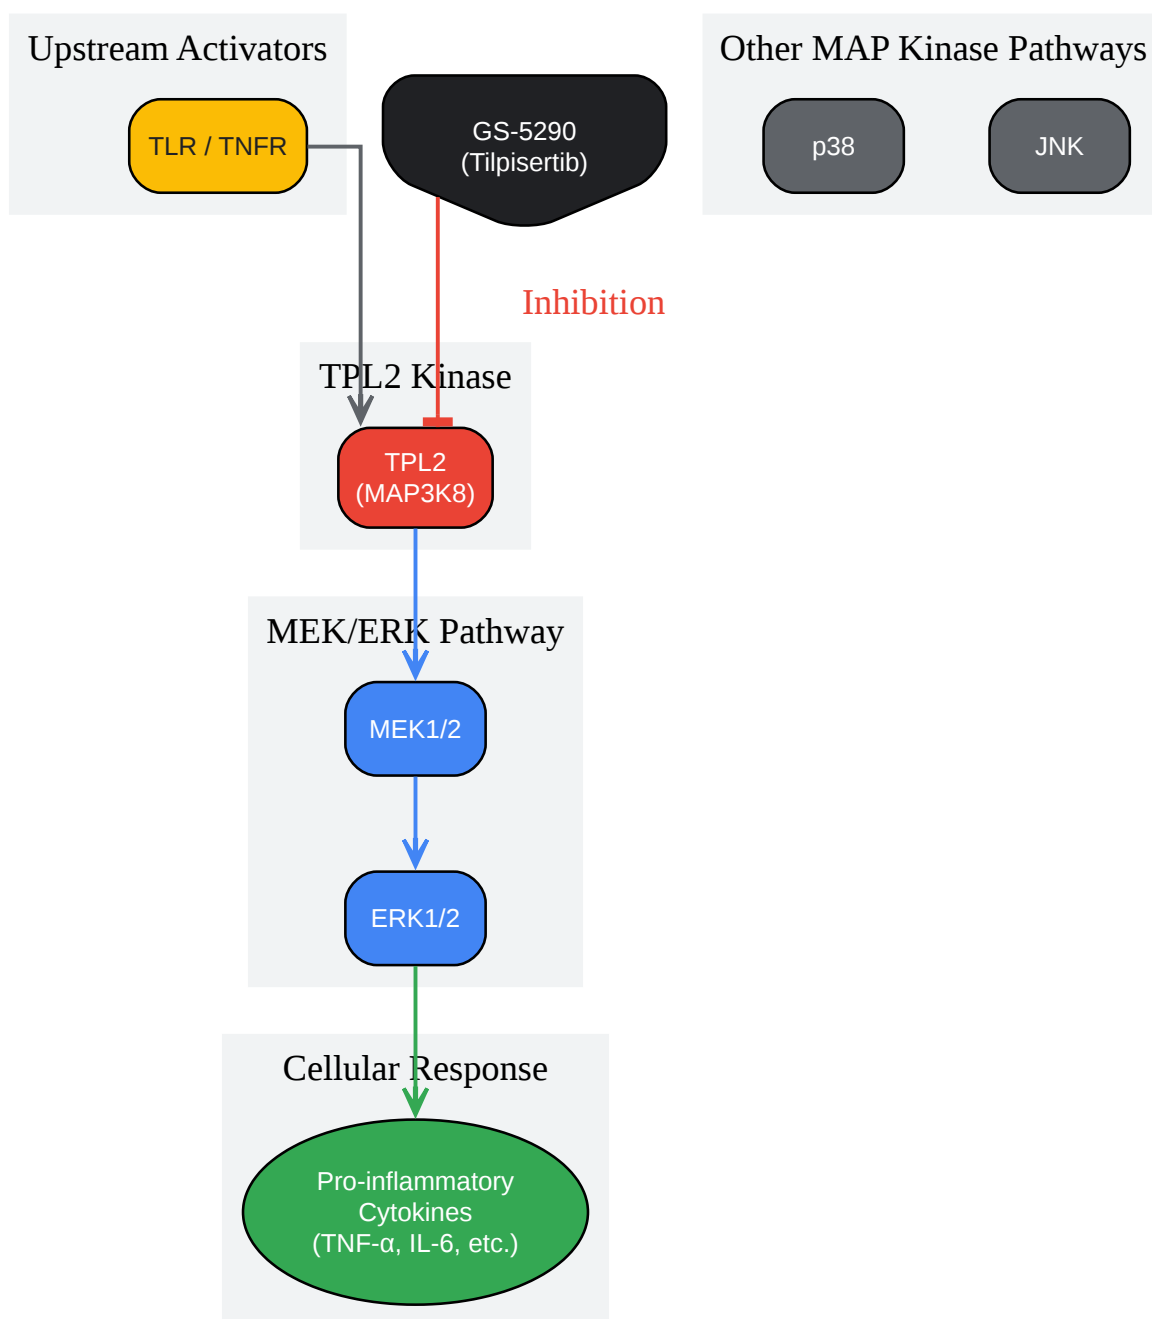 Upstream Activators
TLR / TNFR
GS-5290
(Tilpisertib)
Other MAP Kinase Pathways
p38
JNK
Inhibition
TPL2 Kinase
TPL2
(MAP3K8)
MEK/ERK Pathway
MEK1/2
ERK1/2
Cellular Response
Pro-inflammatory
Cytokines
(TNF-α, IL-6, etc.)